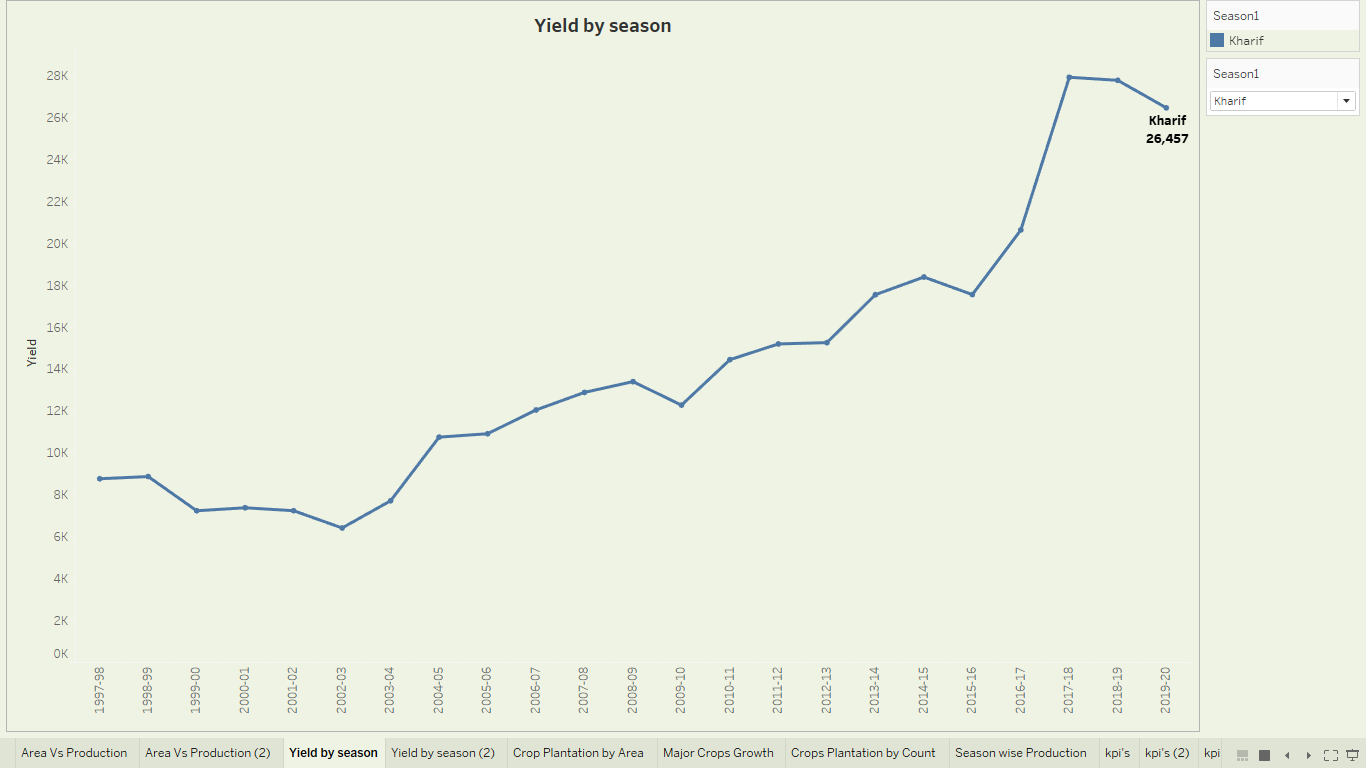 Yield by season
Season1
Kharif
Season1
Kharif
28K
26K
24K
22K
20K
18K
16K
14K
12K
10K
8K
6K
4K
2K
0K
Yield
Kharif
26,457
1997-98
1998-99
1999-00
2000-01
2001-02
2002-03
2003-04
2004-05
2005-06
2006-07
2007-08
2008-09
2009-10
2010-11
2011-12
2012-13
2013-14
2014-15
2015-16
2016-17
2017-18
2018-19
2019-20
Area Vs Production
Area Vs Production (2)
Yield by season
Yield by season (2)
Crop Plantation by Area
Major Crops Growth
Crops Plantation by Count
Season wise Production
kpi's
kpi's (2)
kpi